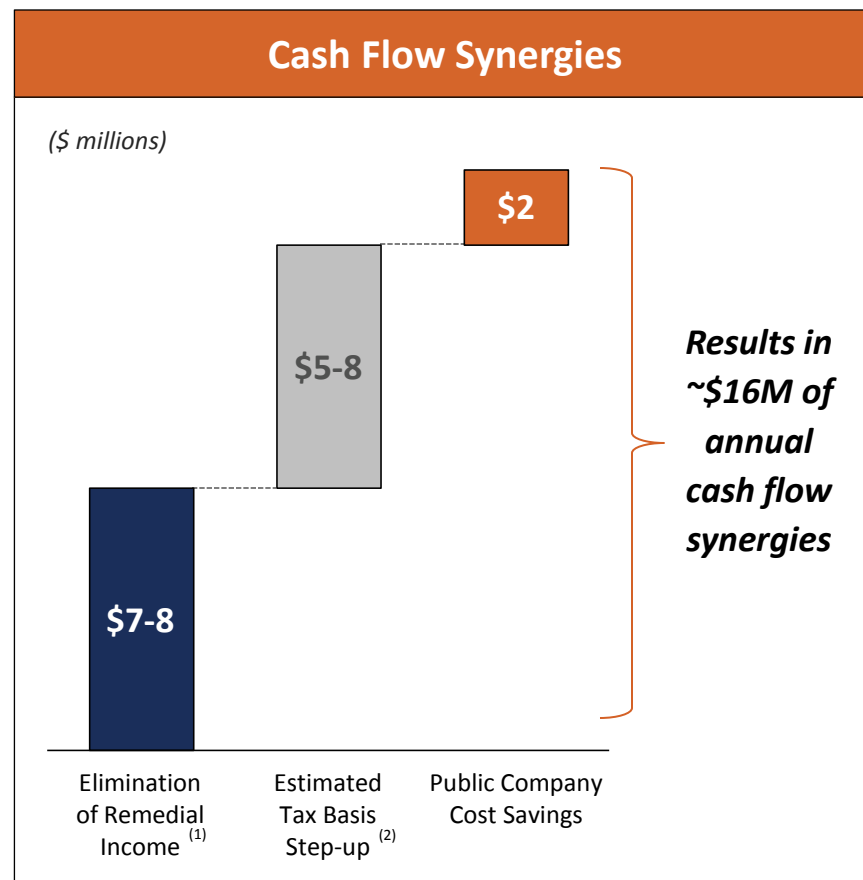 Cash Flow Synergies
($ millions)
$2
$5-8
$7-8
Results in
~$16M of
annual
cash flow
synergies
Elimination
of Remedial
Income (1)
Estimated
Tax Basis
Step-up (2)
Public Company
Cost Savings